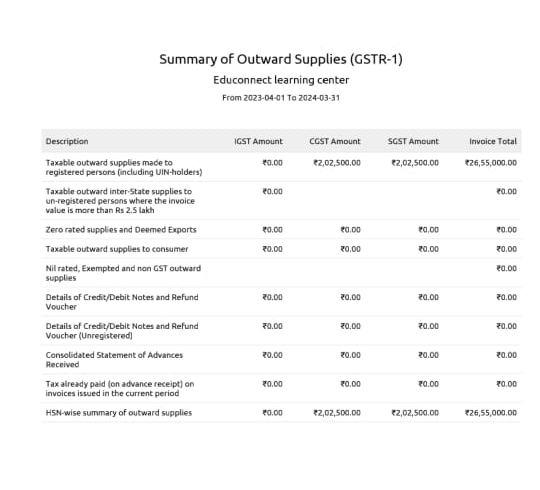 Summary of Outward Supplies (GSTR-1)
Educonnect learning center
From 2023-04-01 To 2024-03-31
Description IGST Amount CGST Amount SGST Amount Invoice Total
Taxable outward supplies made to ₹0.00 ₹2,02,500.00 ₹2,02,500.00 ₹26,55,000.00
registered persons (including UIN-holders)
Taxable outward inter-State supplies to ₹0.00 ₹0.00
un-registered persons where the invoice
value is more than Rs 2.5 lakh
Zero rated supplies and Deemed Exports ₹0.00 ₹0.00 ₹0.00 ₹0.00
Taxable outward supplies to consumer ₹0.00 ₹0.00 ₹0.00 ₹0.00
Nil rated, Exempted and non GST outward ₹0.00
supplies
Details of Credit/Debit Notes and Refund ₹0.00 ₹0.00 ₹0.00 ₹0.00
Voucher
Details of Credit/Debit Notes and Refund ₹0.00 ₹0.00 ₹0.00 ₹0.00
Voucher (Unregistered)
Consolidated Statement of Advances ₹0.00 ₹0.00 ₹0.00 ₹0.00
Received
Tax already paid (on advance receipt) on ₹0.00 ₹0.00 ₹0.00 ₹0.00
invoices issued in the current period
HSN-wise summary of outward supplies ₹0.00 ₹2,02,500.00 ₹2,02,500.00 ₹26,55,000.00